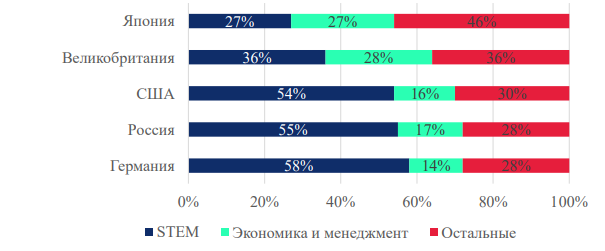 Япония 27% 27% 46%
Великобритания 36% 28% 36%
США 54% 16% 30%
Россия 55% 17% 28%
Германия 58% 14% 28%
0% 20% 40% 60% 80% 100%
STEM Экономика и менеджмент Остальные